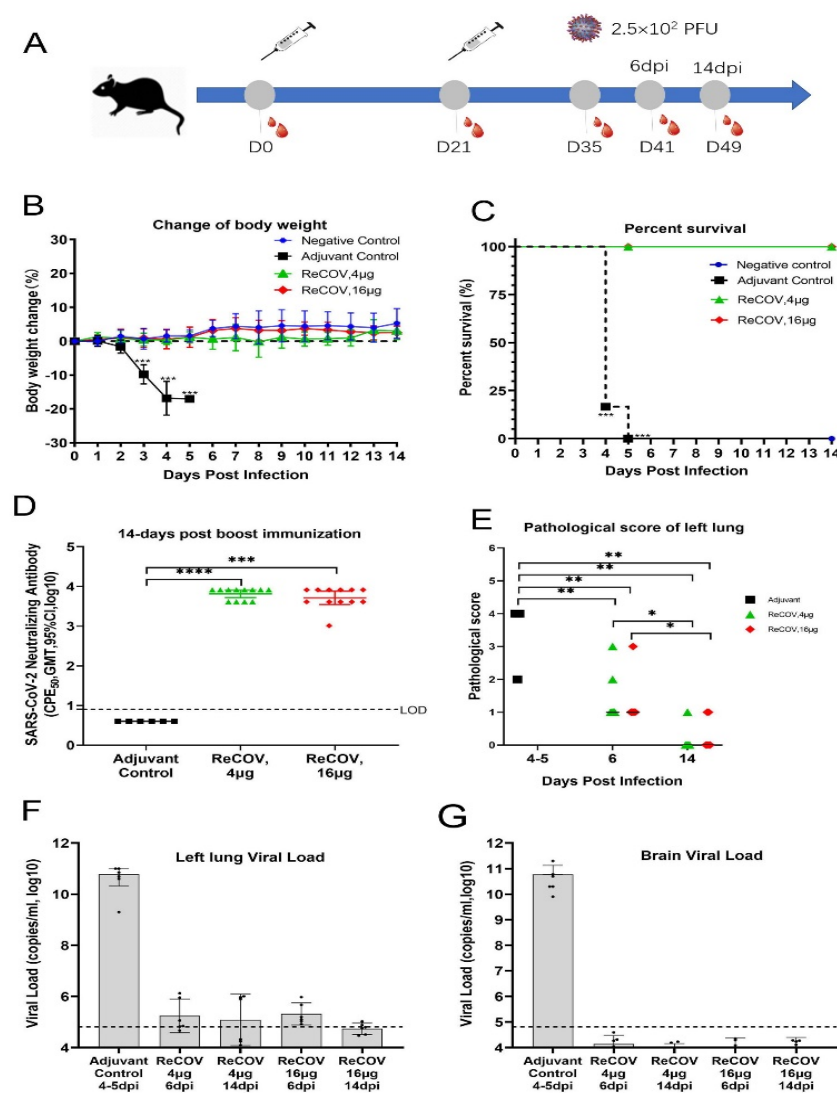 A
2.5×10² PFU
6dpi
14dpi
D0
D21
D35
D41
D49
B
Change of body weight
Negative Control
Adjuvant Control
ReCOV,4μg
ReCOV,16μg
Body weight change (%)
30
20
10
0
-10
-20
-30
***
***
***
0 1 2 3 4 5 6 7 8 9 10 11 12 13 14
Days Post Infection
C
Percent survival
Negative control
Adjuvant Control
ReCOV,4μg
ReCOV,16μg
Percent survival (%)
100
75
50
25
0
***
***
0 1 2 3 4 5 6 7 8 9 10 11 12 13 14
Days Post Infection
D
14-days post boost immunization
SARS-CoV-2 Neutralizing Antibody
(CPE50,GMT,95%CI,log10)
5
4
3
2
1
0
***
****
LOD
Adjuvant Control
ReCOV, 4μg
ReCOV, 16μg
E
Pathological score of left lung
Pathological score
6
5
4
3
2
1
0
**
**
**
**
*
*
Adjuvant
ReCOV,4μg
ReCOV,16μg
4-5 6 14
Days Post Infection
F
Left lung Viral Load
Viral Load (copies/ml, log10)
12
11
10
9
8
7
6
5
4
Adjuvant Control 4-5dpi
ReCOV 4μg 6dpi
ReCOV 4μg 14dpi
ReCOV 16μg 6dpi
ReCOV 16μg 14dpi
G
Brain Viral Load
Viral Load (copies/ml,log10)
12
11
10
9
8
7
6
5
4
Adjuvant Control 4-5dpi
ReCOV 4μg 6dpi
ReCOV 4μg 14dpi
ReCOV 16μg 6dpi
ReCOV 16μg 14dpi